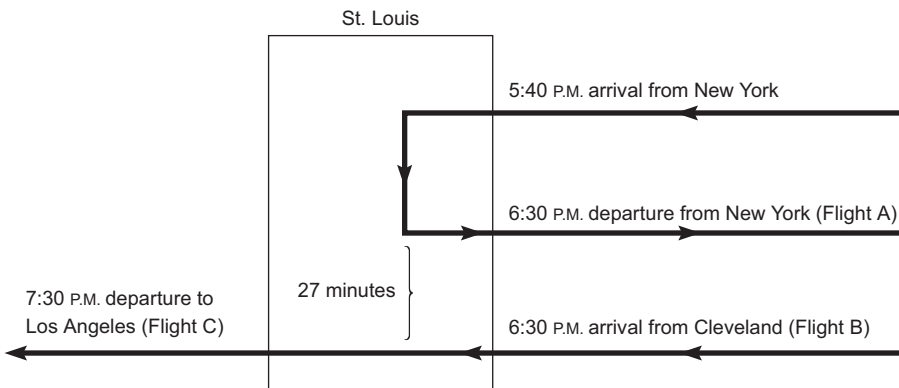 St. Louis
5:40 P.M. arrival from New York
6:30 P.M. departure from New York (Flight A)
27 minutes
7:30 P.M. departure to
Los Angeles (Flight C)
6:30 P.M. arrival from Cleveland (Flight B)